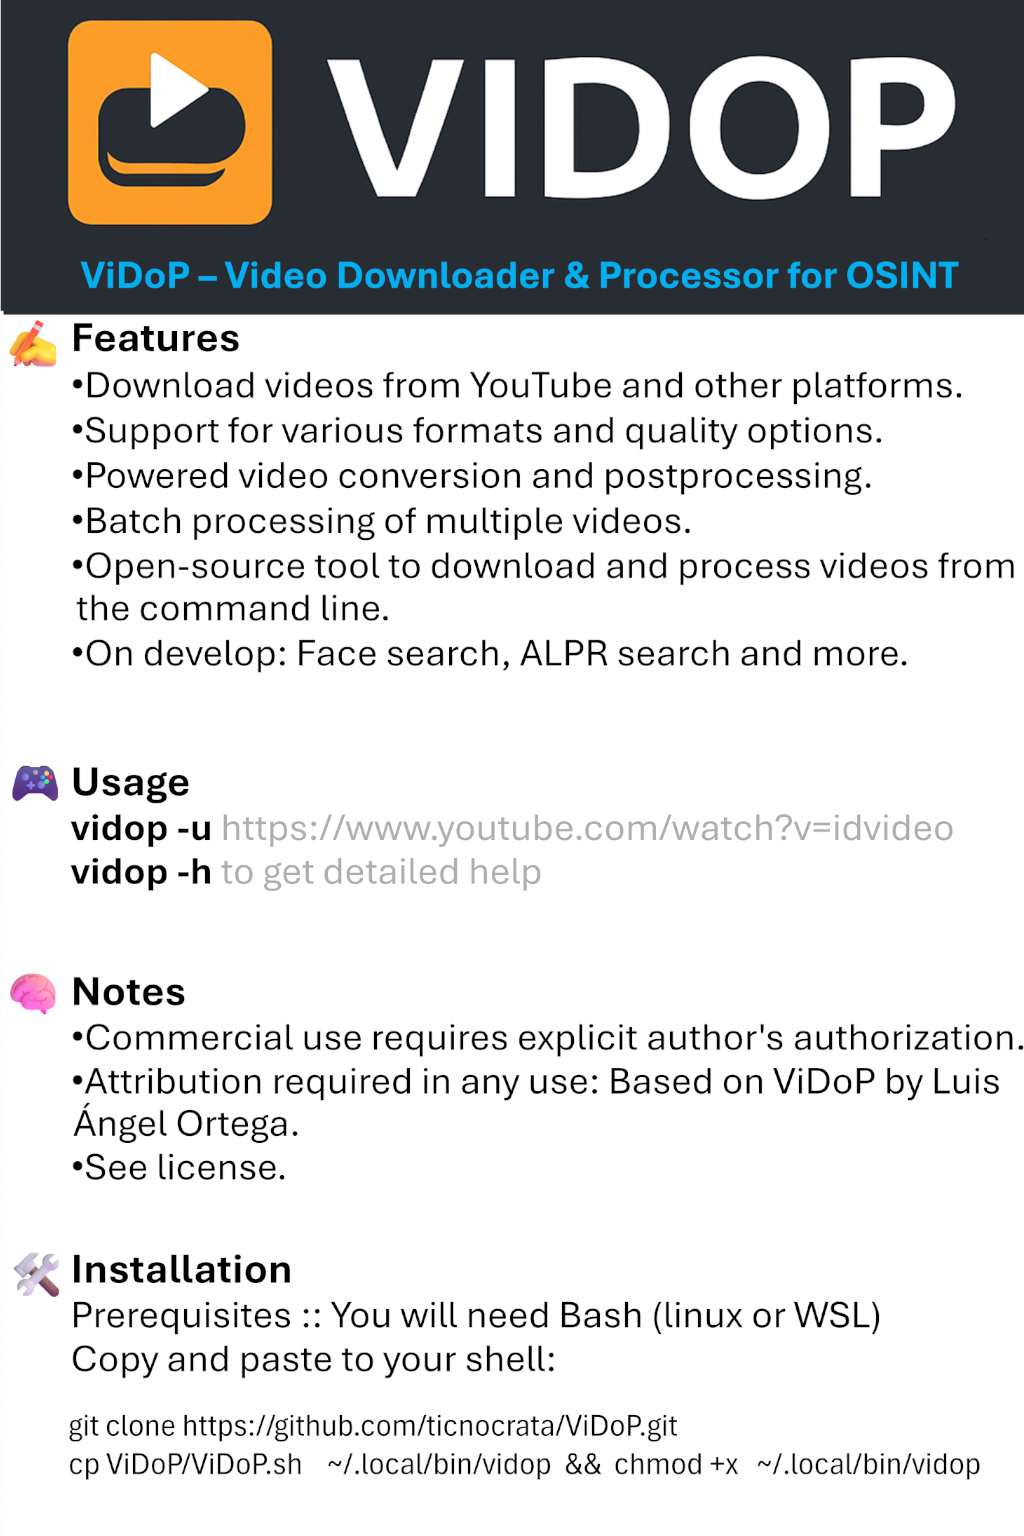 VIDOP
ViDoP – Video Downloader & Processor for OSINT
Features
•Download videos from YouTube and other platforms.
•Support for various formats and quality options.
•Powered video conversion and postprocessing.
•Batch processing of multiple videos.
•Open-source tool to download and process videos from
the command line.
•On develop: Face search, ALPR search and more.
Usage
vidop -u https://www.youtube.com/watch?v=idvideo
vidop -h to get detailed help
Notes
•Commercial use requires explicit author's authorization.
•Attribution required in any use: Based on ViDoP by Luis
Ángel Ortega.
•See license.
Installation
Prerequisites :: You will need Bash (linux or WSL)
Copy and paste to your shell:
git clone https://github.com/ticnocrata/ViDoP.git
cp ViDoP/ViDoP.sh ~/.local/bin/vidop && chmod +x ~/.local/bin/vidop